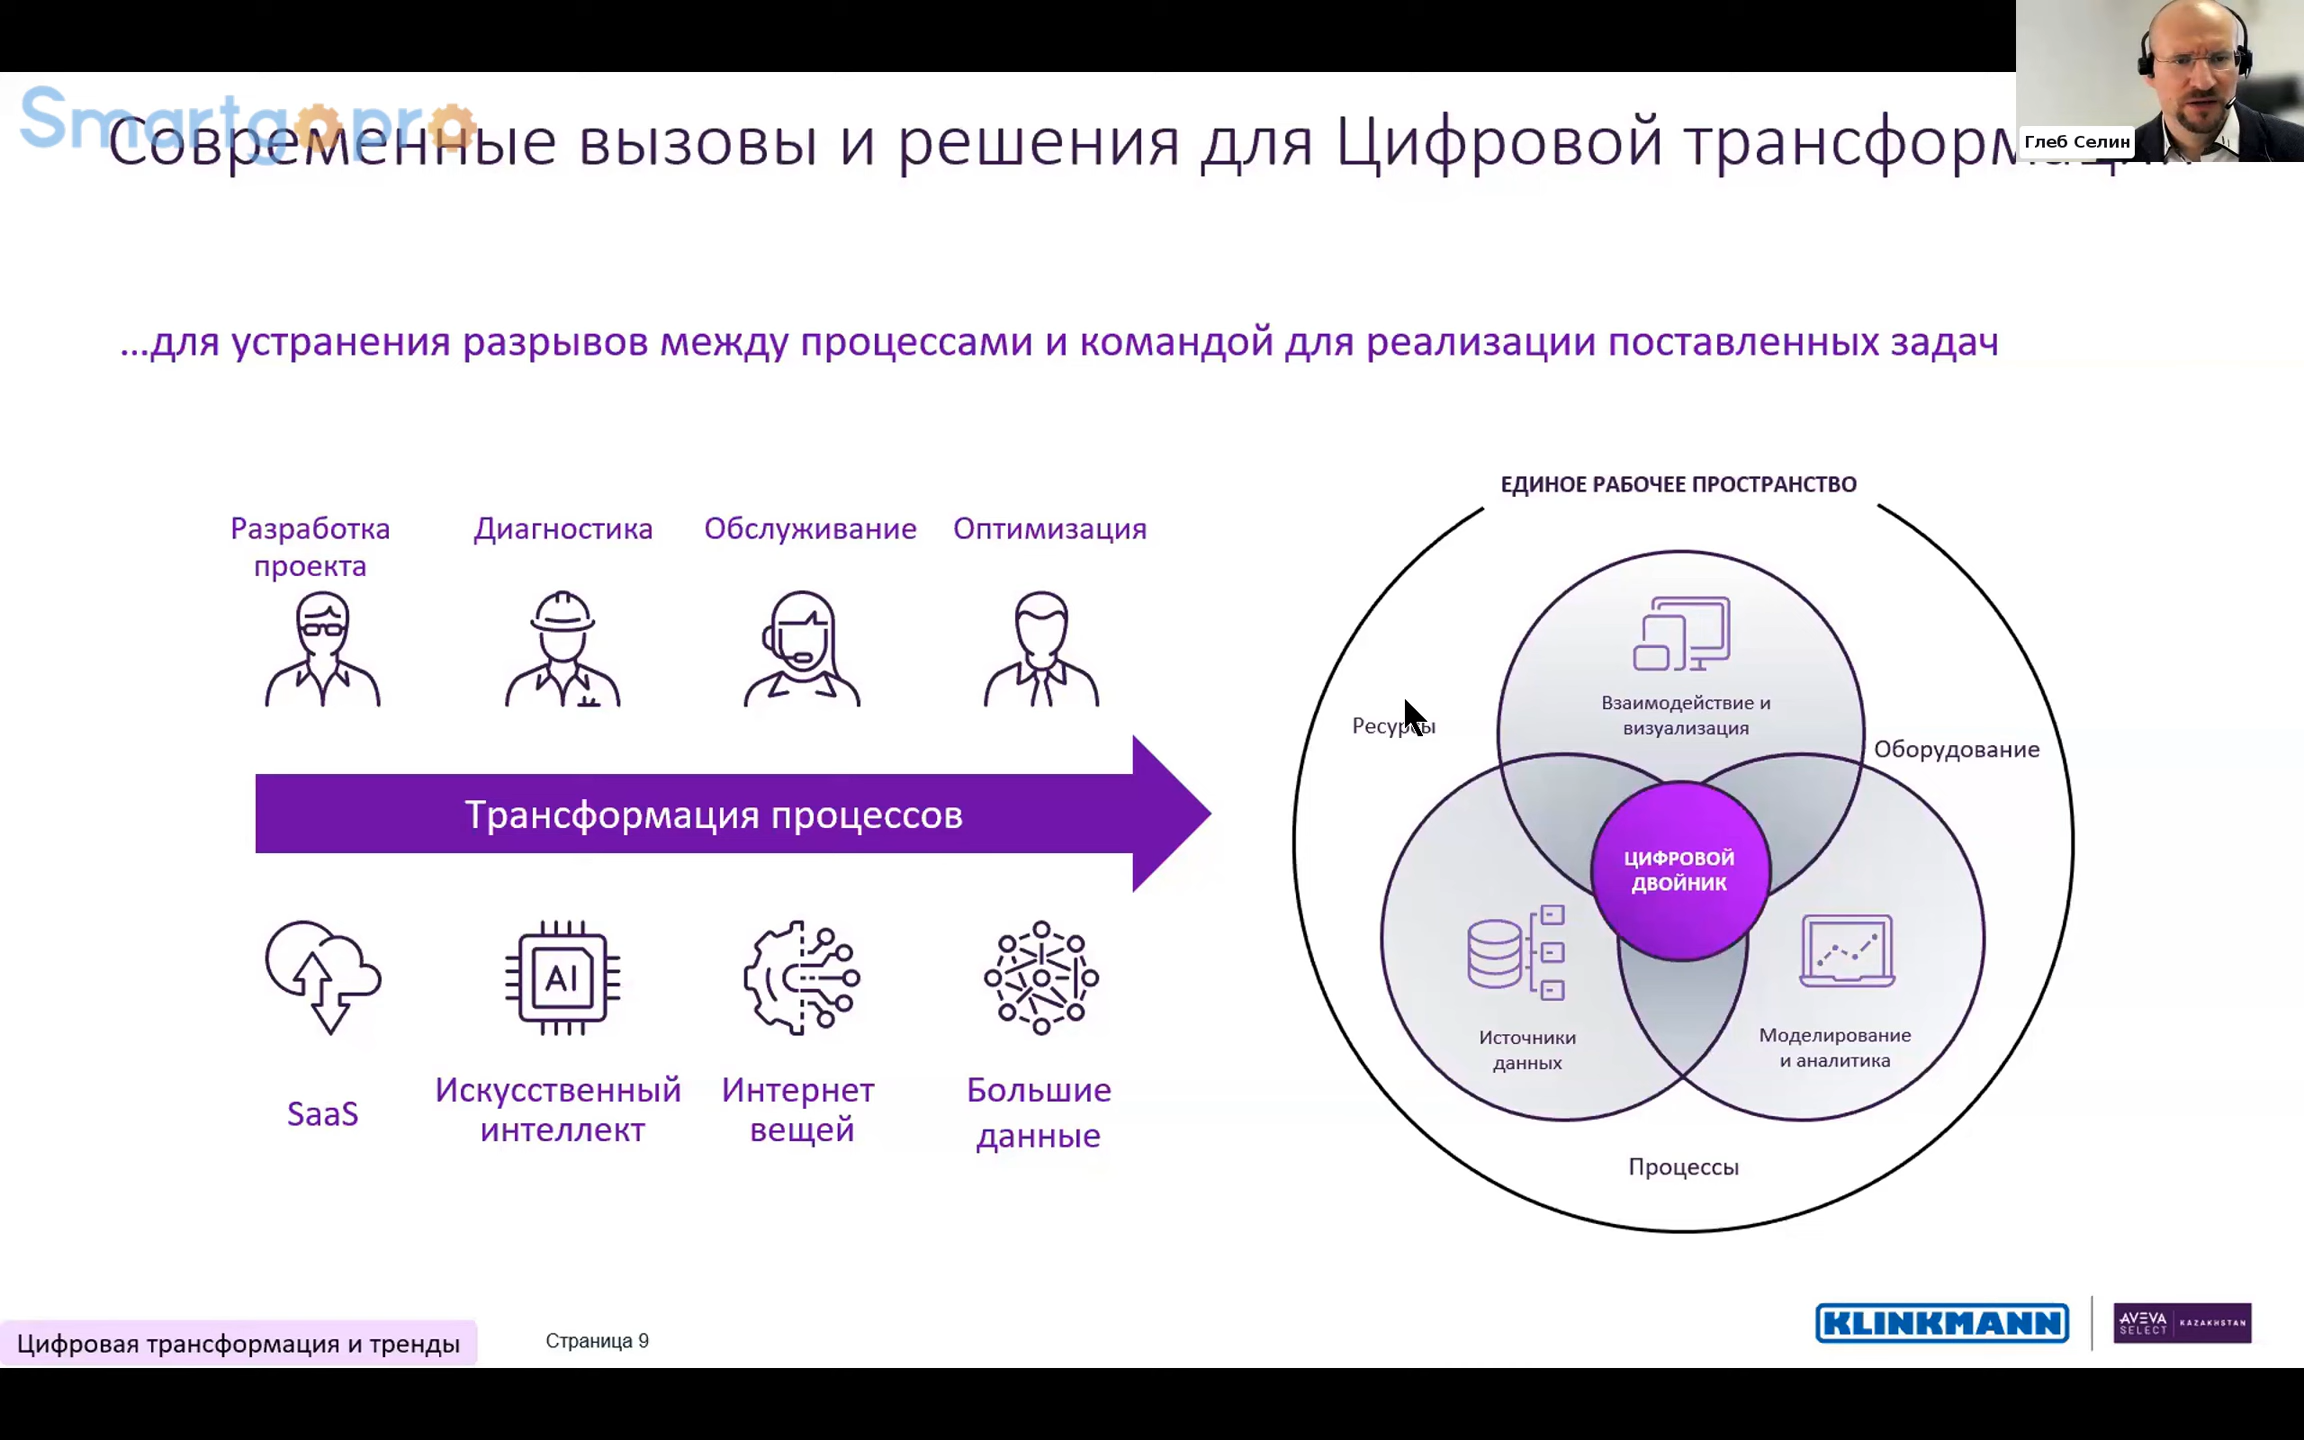 Smartgopro
Современные вызовы и решения для Цифровой трансформации
Глеб Селин
...для устранения разрывов между процессами и командой для реализации поставленных задач
Разработка
проекта
Диагностика
Обслуживание
Оптимизация
Трансформация процессов
AI
SaaS
Искусственный
интеллект
Интернет
вещей
Большие
данные
ЕДИНОЕ РАБОЧЕЕ ПРОСТРАНСТВО
Взаимодействие и
визуализация
Ресурсы
Оборудование
ЦИФРОВОЙ
ДВОЙНИК
Источники
данных
Моделирование
и аналитика
Процессы
Цифровая трансформация и тренды
Страница 9
KLINKMANN
AVEVA
SELECT
KAZAKHSTAN